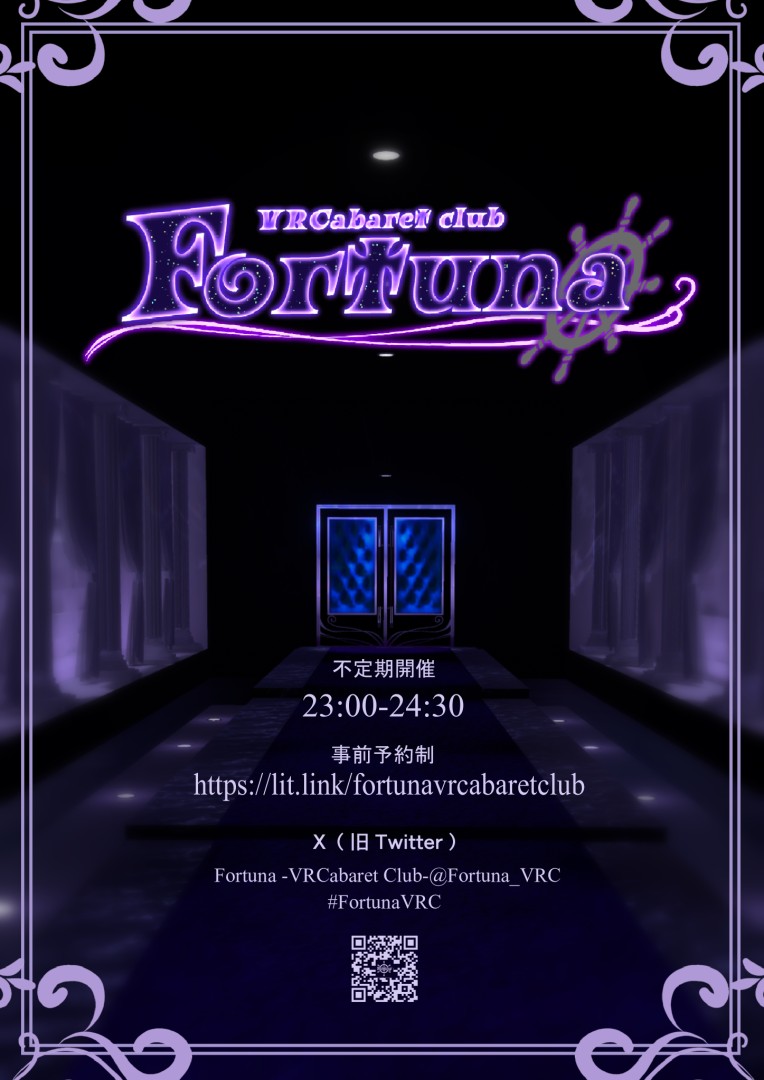 VRCabaret club
Fortuna
不定期開催
23:00-24:30
事前予約制
https://lit.link/fortunavrcabaretclub
X（旧 Twitter）
Fortuna -VRCabaret Club-@Fortuna_VRC
#FortunaVRC